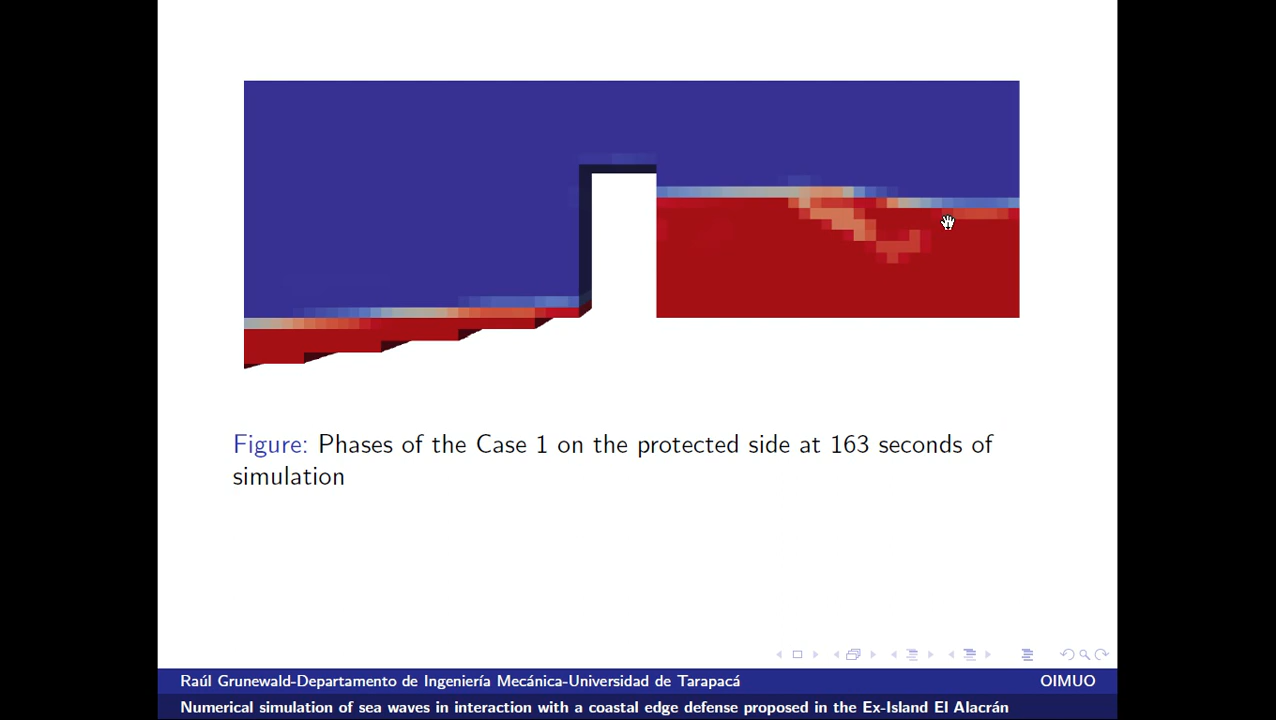 Figure: Phases of the Case 1 on the protected side at 163 seconds of
simulation
Raúl Grunewald-Departamento de Ingeniería Mecánica-Universidad de Tarapacá
OIMUO
Numerical simulation of sea waves in interaction with a coastal edge defense proposed in the Ex-Island El Alacrán